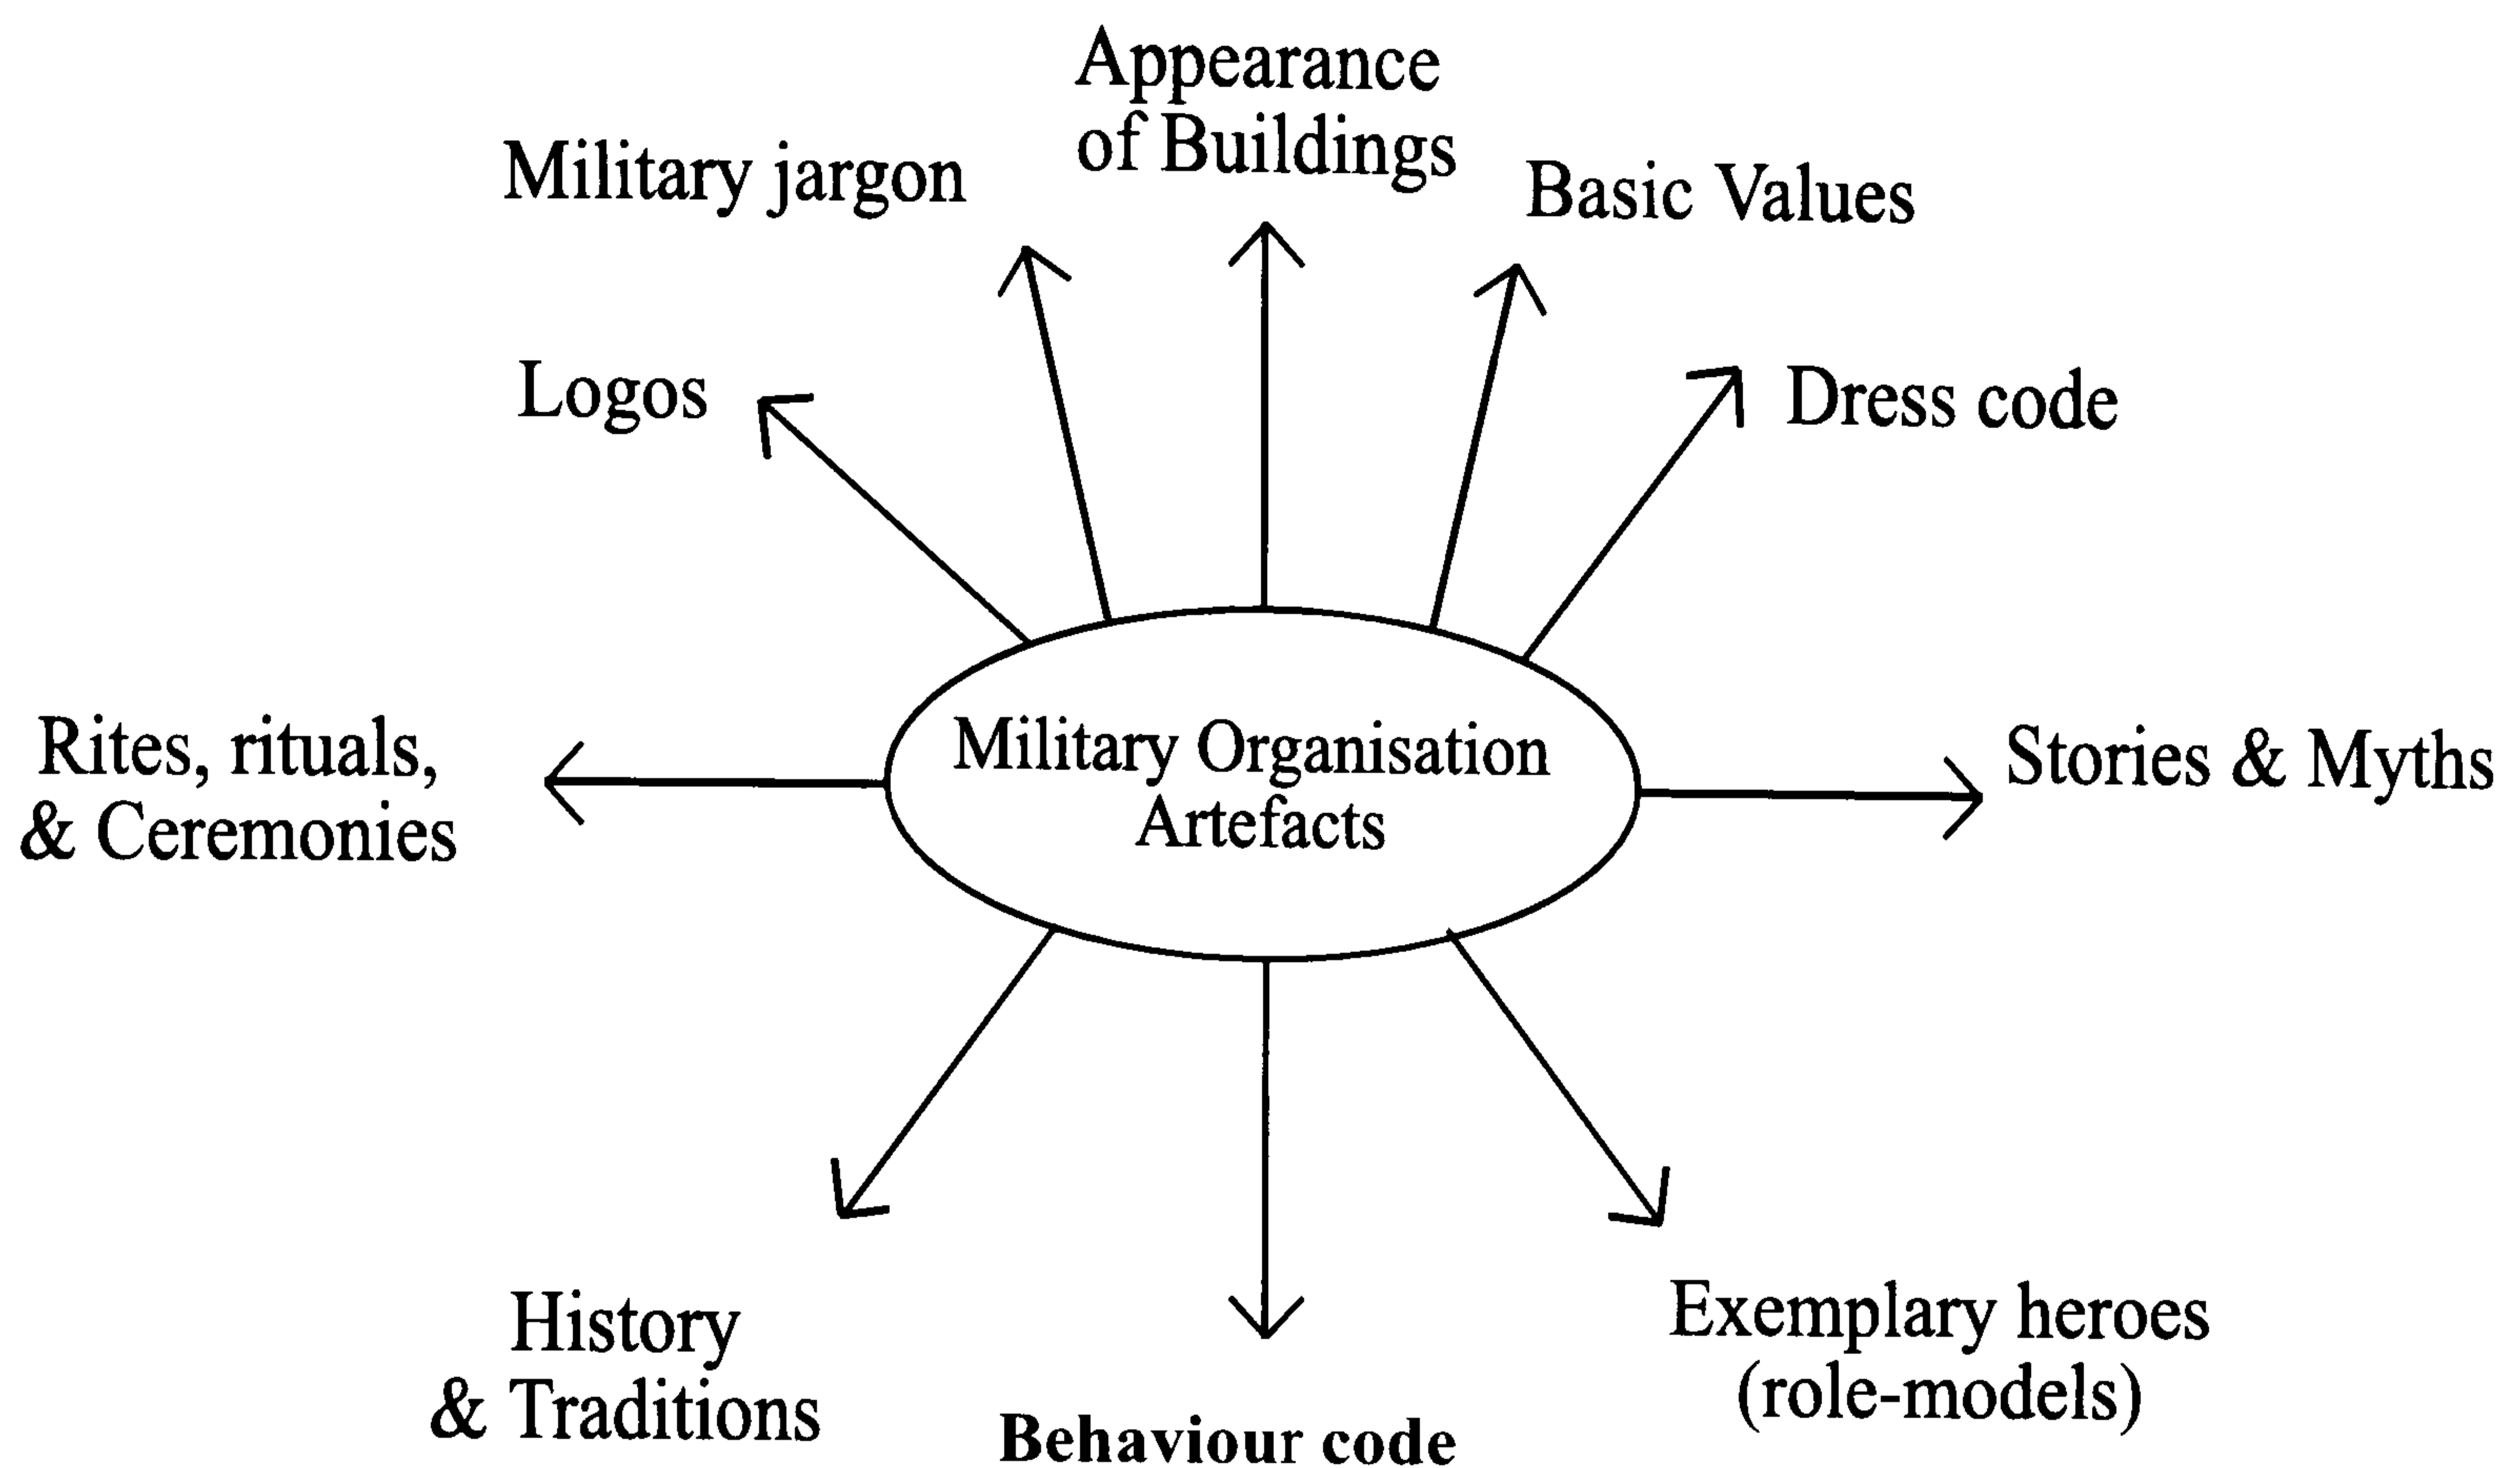 Appearance
of Buildings
Military jargon
Basic Values
Logos
Dress code
Rites, rituals,
& Ceremonies
Military Organisation
Artefacts
Stories & Myths
History
& Traditions
Behaviour code
Exemplary heroes
(role-models)